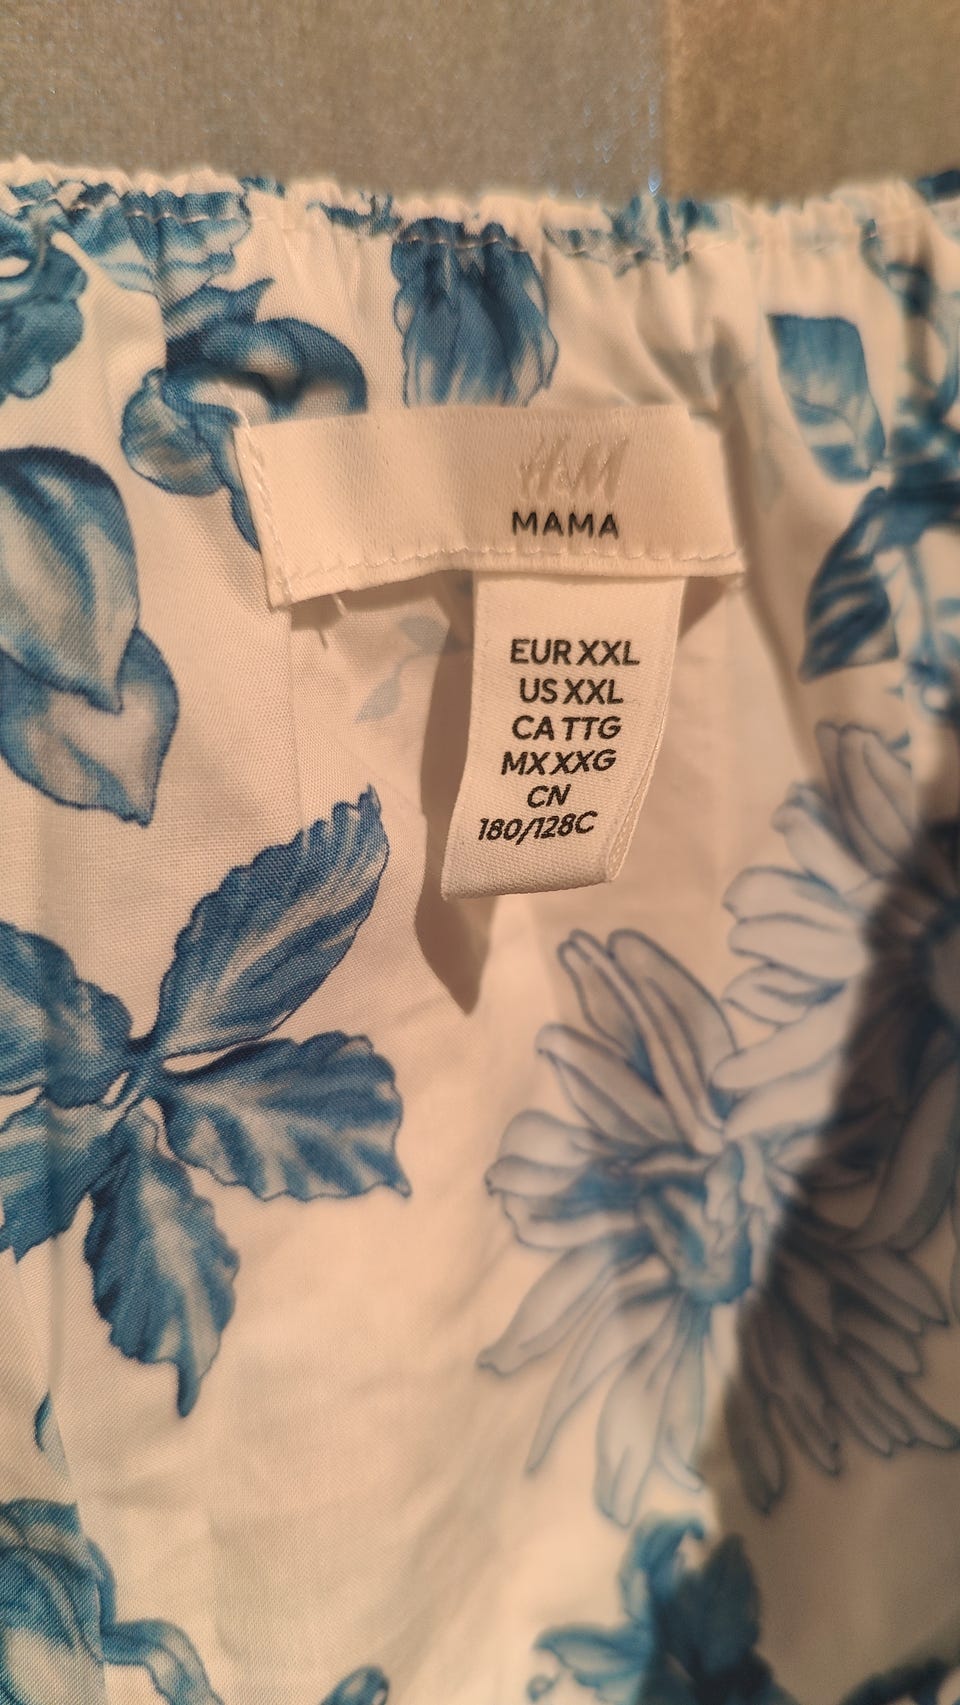 H&M
MAMA
EUR XXL
US XXL
CA TTG
MX XXG
CN
180/128C